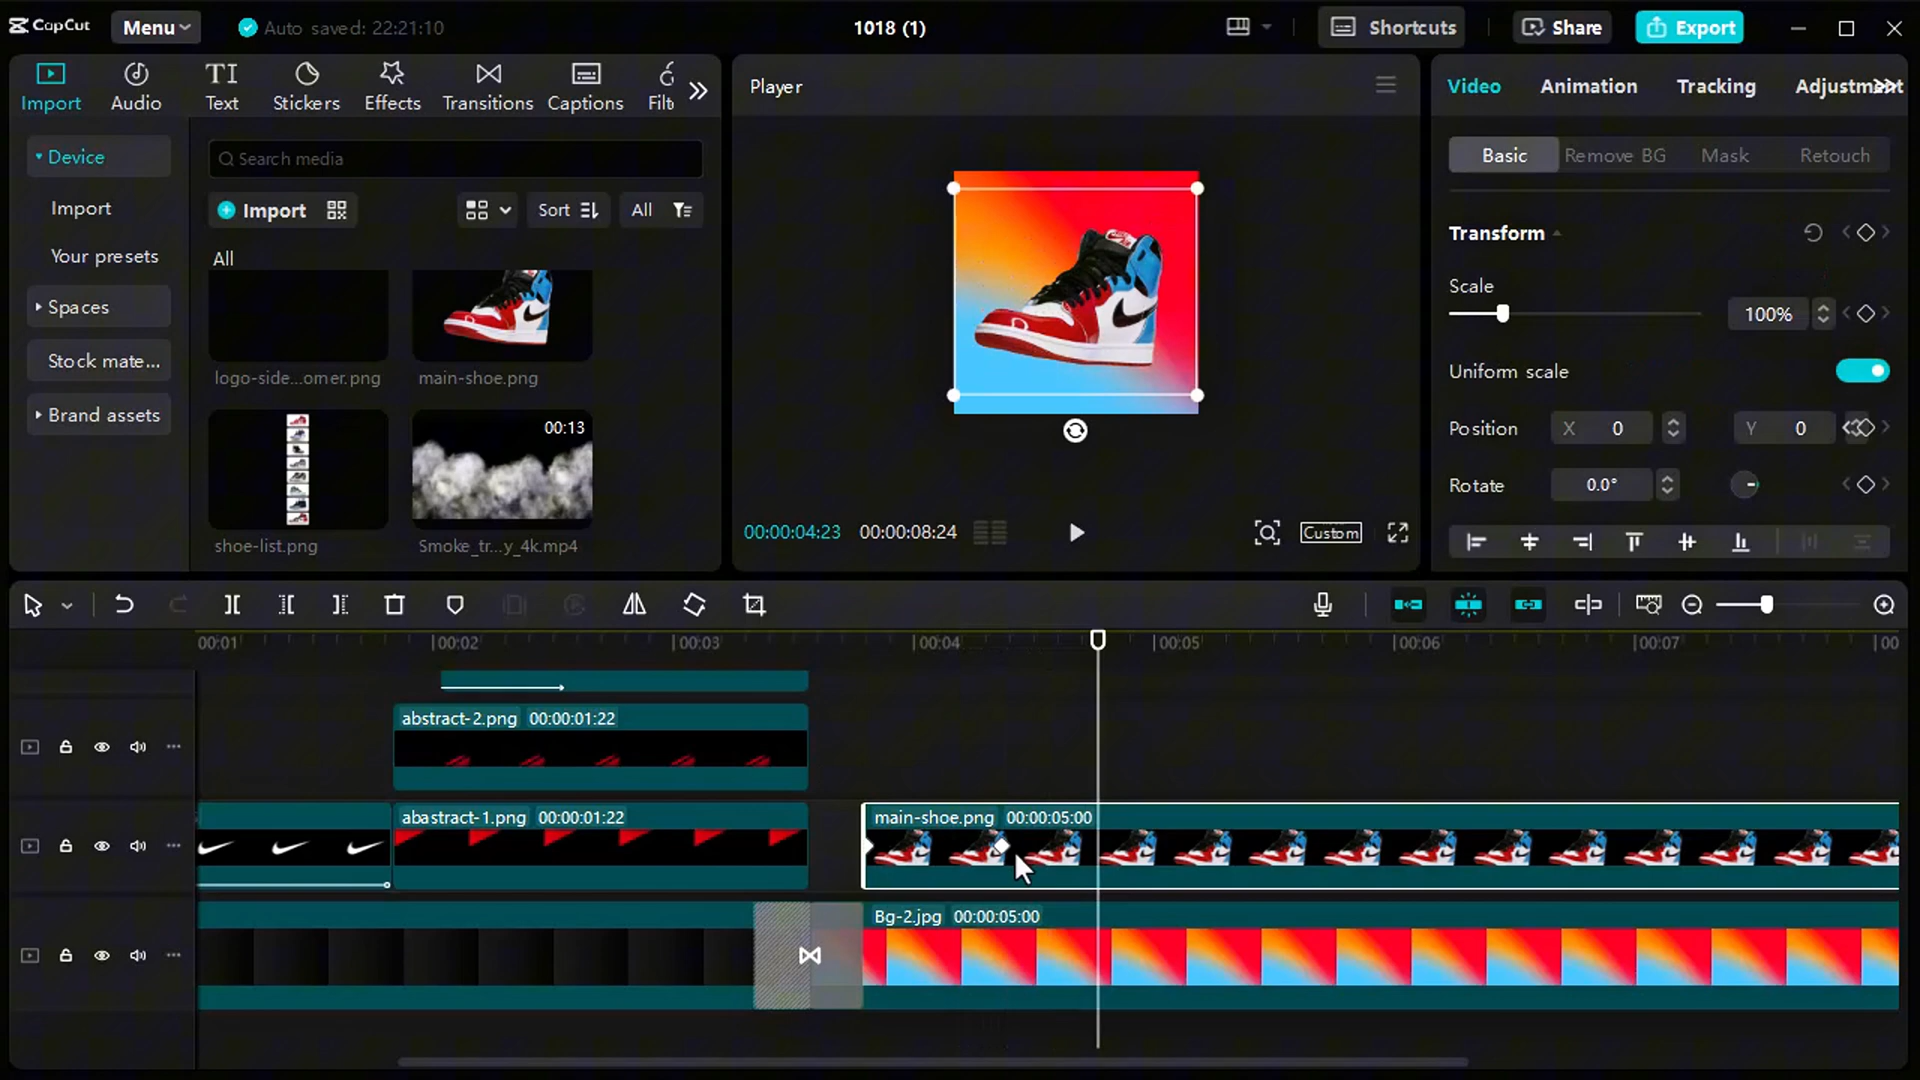 CapCut Menu Auto saved: 22:21:10 1018 (1) Shortcuts Share Export
Import Audio Text Stickers Effects Transitions Captions Filt
Player
Video Animation Tracking Adjustment
Device
Import
Your presets
Spaces
Stock mate...
Brand assets
Search media
Import Sort All
All
logo-side...orner.png main-shoe.png
00:13
shoe-list.png Smoke_tr...y_4k.mp4
00:00:04:23 00:00:08:24 Custom
Basic Remove BG Mask Retouch
Transform
Scale
100%
Uniform scale
Position X 0 Y 0
Rotate 0.0°
00:01 00:02 00:03 00:04 00:05 00:06 00:07 00
abstract-2.png 00:00:01:22
abastract-1.png 00:00:01:22 main-shoe.png 00:00:05:00
Bg-2.jpg 00:00:05:00